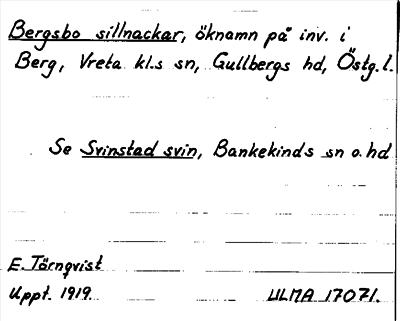 Bergsbo sillnackar, öknamn på inv. i
Berg, Vreta kl:s sn, Gullbergs hd, Östg.l.
Se Svinstad svin, Bankekinds sn o. hd
E. Törnqvist
Uppt. 1919.
ULMA 17071.